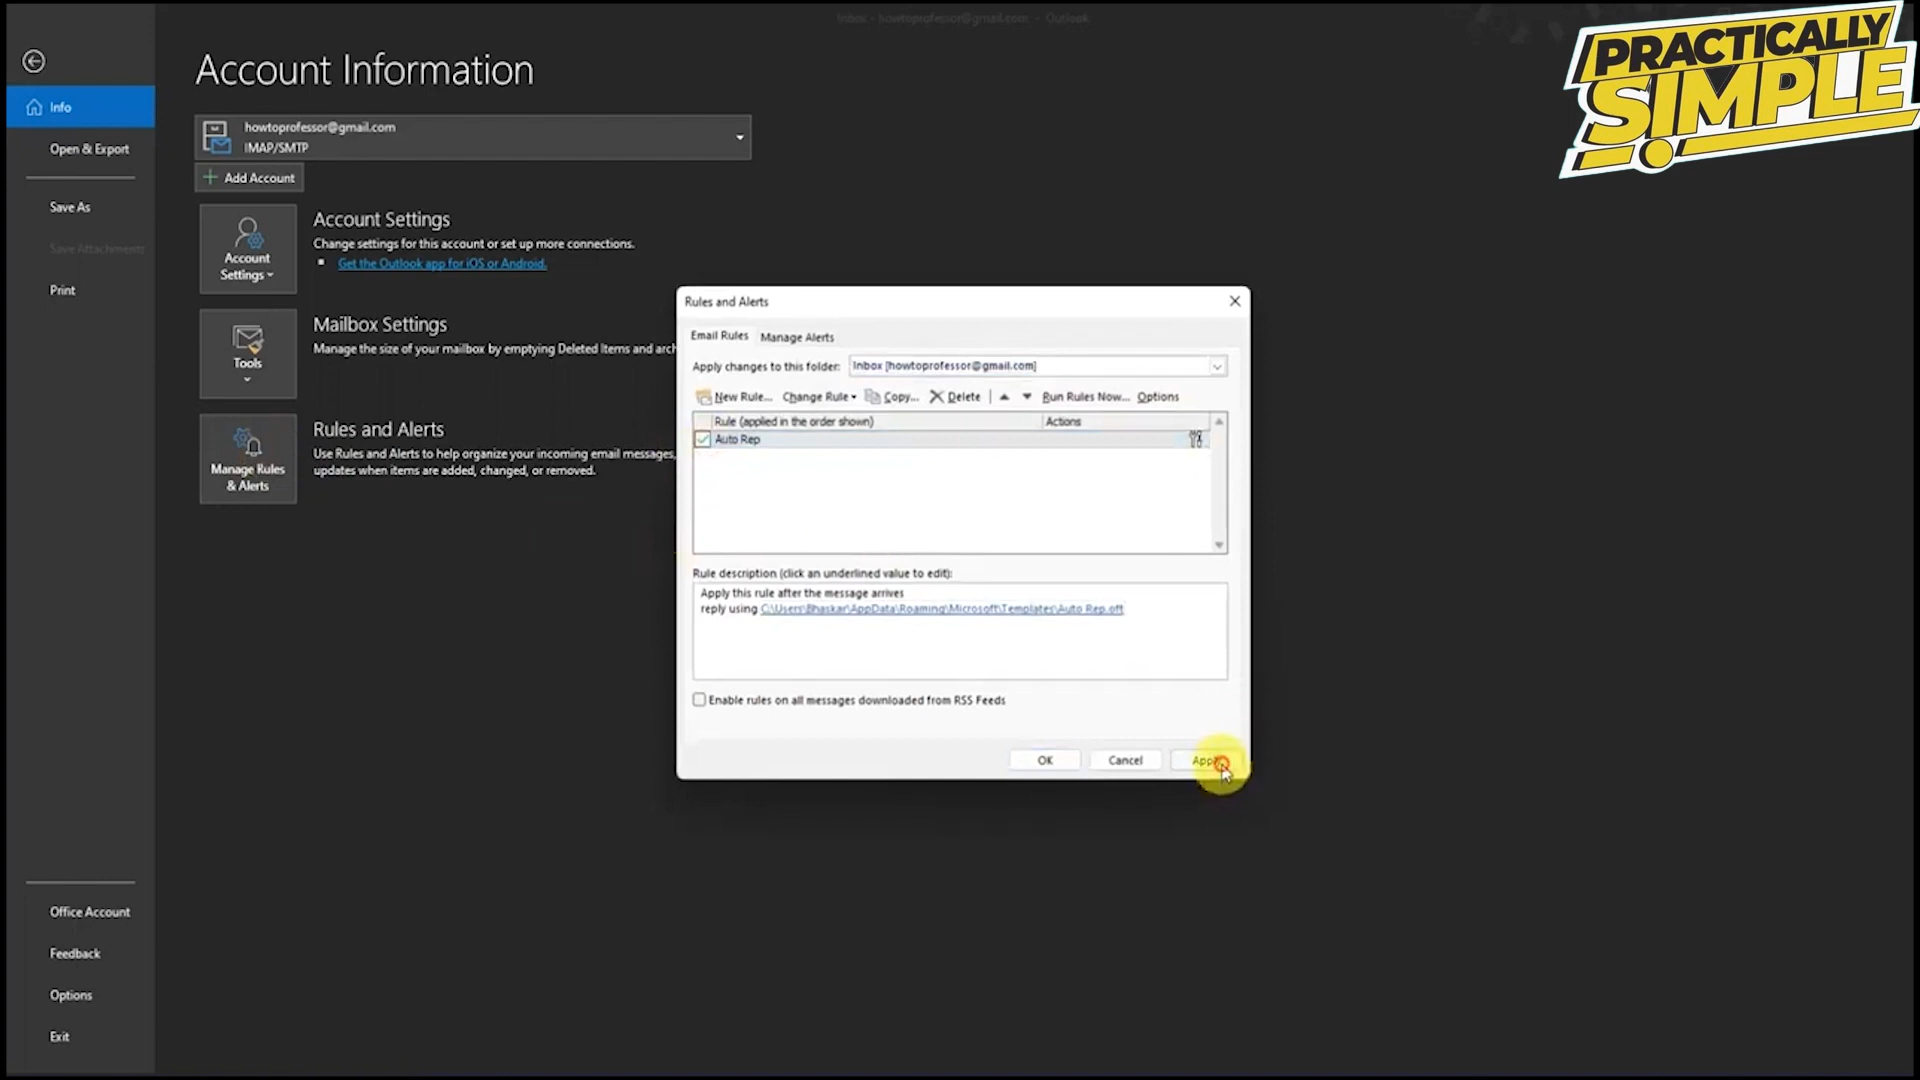 Inbox - howtoprofessor@gmail.com - Outlook
PRACTICALLY
SIMPLE
Account Information
Info
howtoprofessor@gmail.com
IMAP/SMTP
Open & Export
Add Account
Save As
Account Settings
Change settings for this account or set up more connections.
Get the Outlook app for iOS or Android.
Account
Settings
Save Attachments
Print
Mailbox Settings
Manage the size of your mailbox by emptying Deleted Items and arch
Tools
Rules and Alerts
Use Rules and Alerts to help organize your incoming email messages,
updates when items are added, changed, or removed.
Manage Rules
& Alerts
Rules and Alerts
Email Rules Manage Alerts
Apply changes to this folder: Inbox [howtoprofessor@gmail.com]
New Rule... Change Rule Copy... Delete Run Rules Now... Options
Rule (applied in the order shown) Actions
Auto Rep
Rule description (click an underlined value to edit):
Apply this rule after the message arrives
reply using C:\Users\Bhaskar\AppData\Roaming\Microsoft\Templates\Auto Rep.oft
Enable rules on all messages downloaded from RSS Feeds
OK Cancel Apply
Office Account
Feedback
Options
Exit